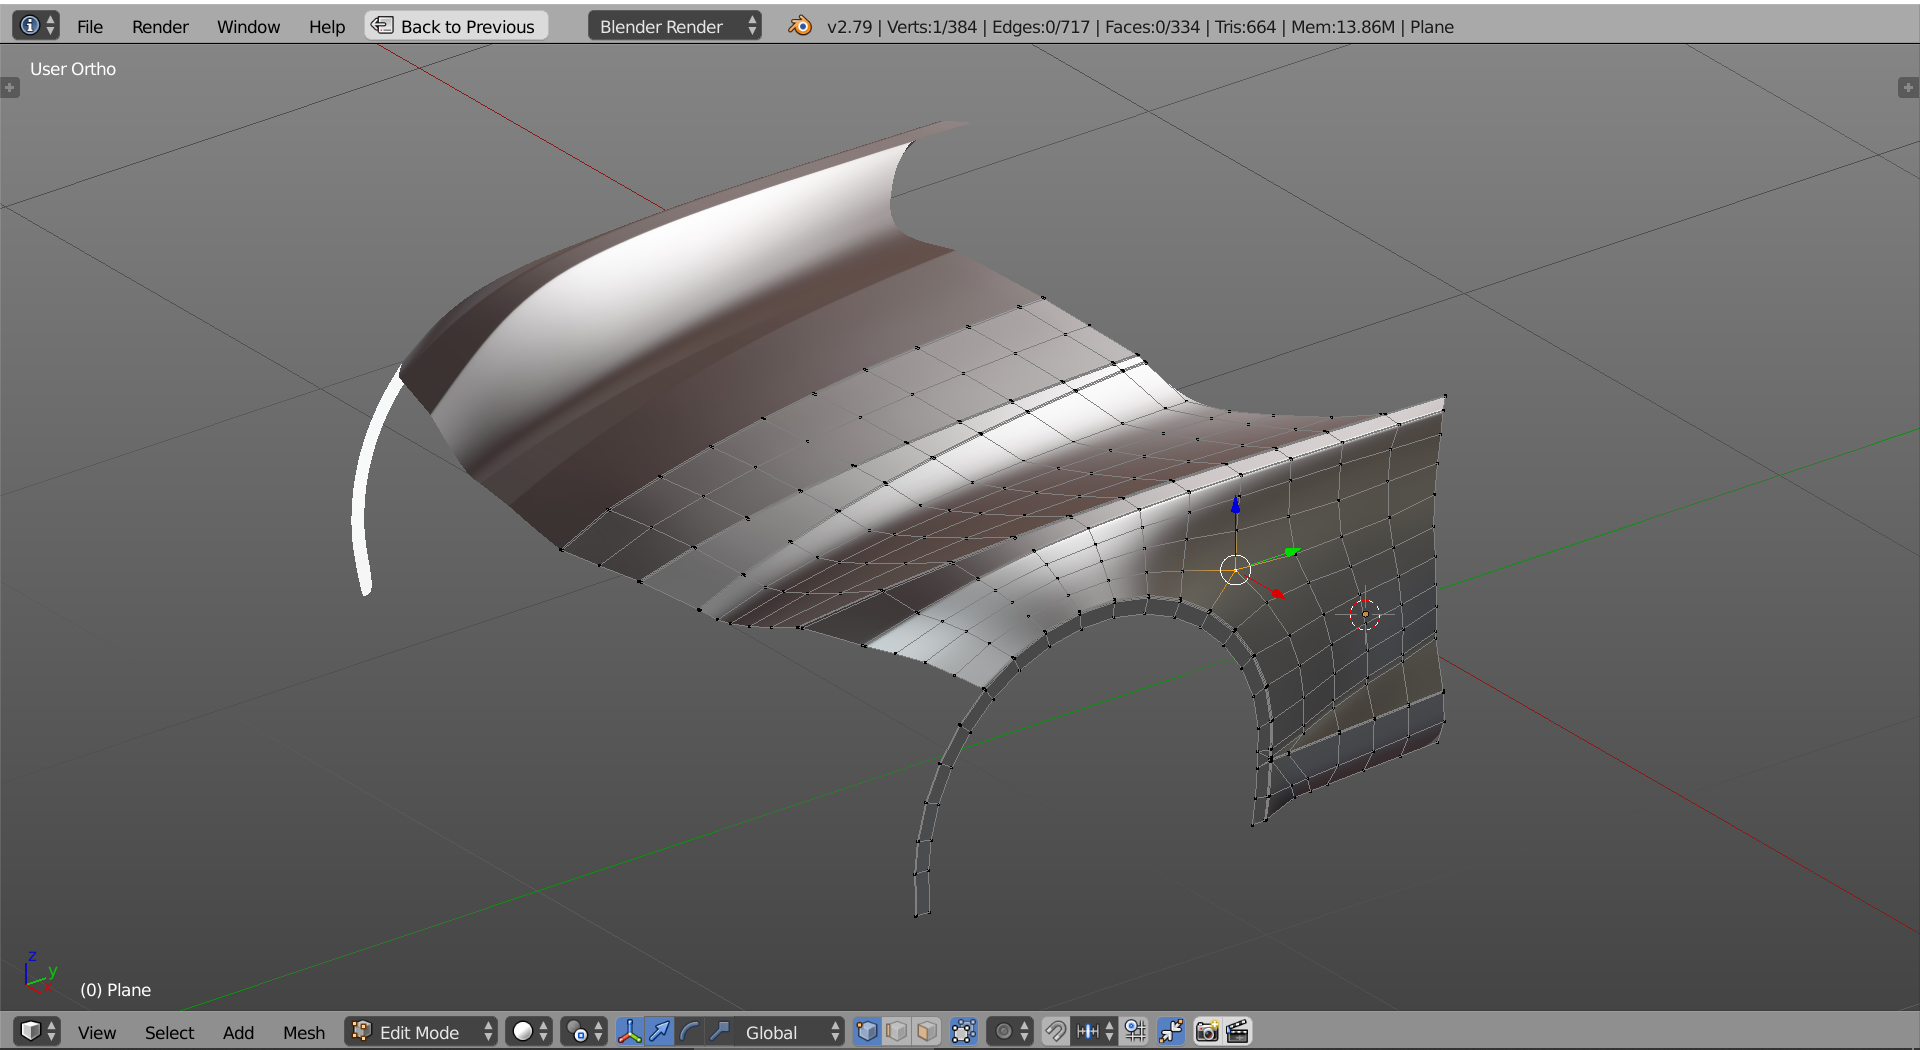 File Render Window Help Back to Previous Blender Render v2.79 | Verts:1/384 | Edges:0/717 | Faces:0/334 | Tris:664 | Mem:13.86M | Plane
User Ortho
z
y
x
(0) Plane
View Select Add Mesh Edit Mode Global